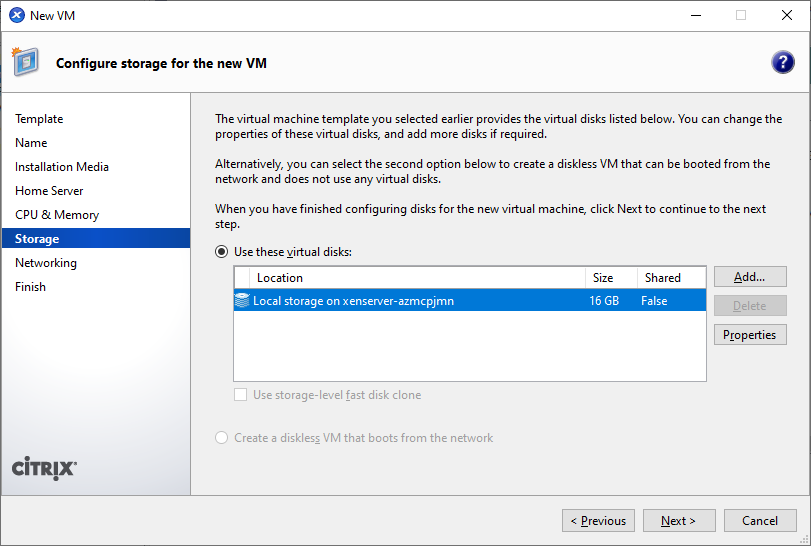 New VM
Configure storage for the new VM
?
Template
Name
Installation Media
Home Server
CPU & Memory
Storage
Networking
Finish
CITRIX
The virtual machine template you selected earlier provides the virtual disks listed below. You can change the
properties of these virtual disks, and add more disks if required.
Alternatively, you can select the second option below to create a diskless VM that can be booted from the
network and does not use any virtual disks.
When you have finished configuring disks for the new virtual machine, click Next to continue to the next
step.
Use these virtual disks:
Location Size Shared
Local storage on xenserver-azmcpjmn 16 GB False
Add...
Delete
Properties
Use storage-level fast disk clone
Create a diskless VM that boots from the network
< Previous
Next >
Cancel